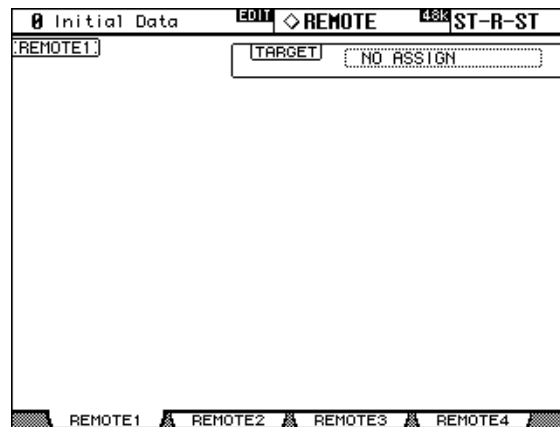 0 Initial Data EDIT ◇REMOTE 48k ST-R-ST
REMOTE1
TARGET NO ASSIGN
REMOTE1 REMOTE2 REMOTE3 REMOTE4